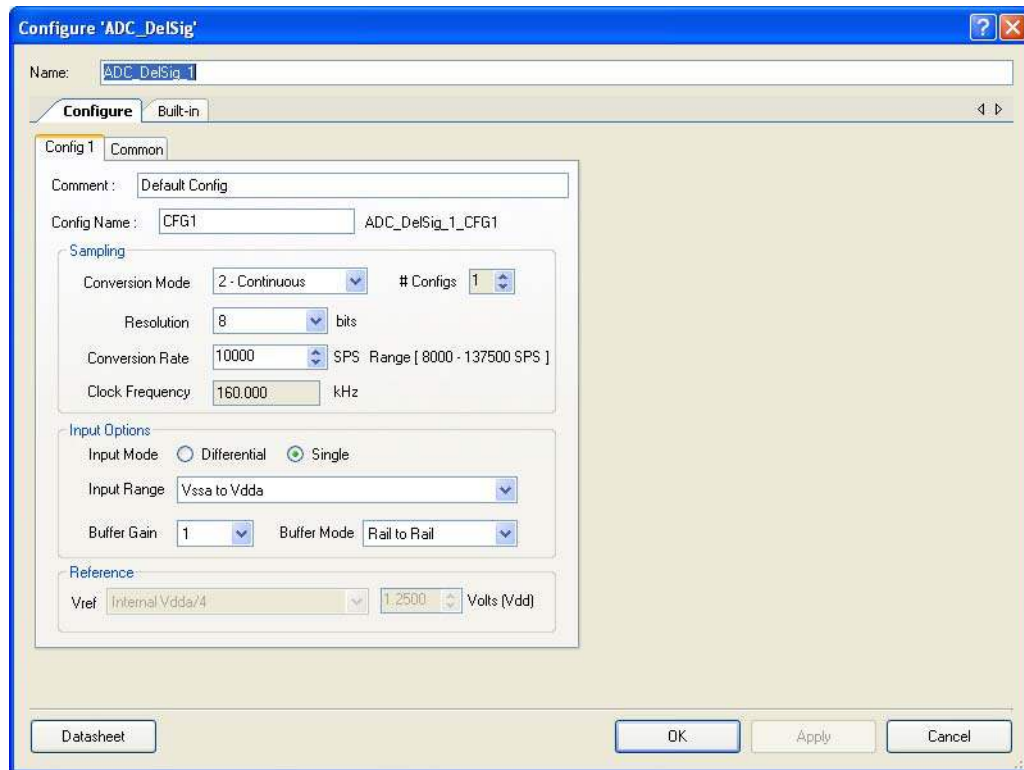 Configure 'ADC_DelSig'
Name: ADC_DelSig_1
Configure Built-in
Config 1 Common
Comment : Default Config
Config Name : CFG1 ADC_DelSig_1_CFG1
Sampling
Conversion Mode 2 - Continuous # Configs 1
Resolution 8 bits
Conversion Rate 10000 SPS Range [ 8000 - 137500 SPS ]
Clock Frequency 160.000 kHz
Input Options
Input Mode Differential Single
Input Range Vssa to Vdda
Buffer Gain 1 Buffer Mode Rail to Rail
Reference
Vref Internal Vdda/4 1.2500 Volts (Vdd)
Datasheet OK Apply Cancel